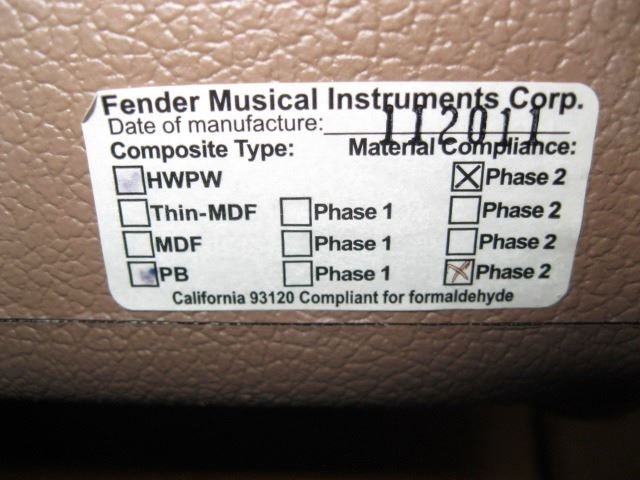 Fender Musical Instruments Corp.
Date of manufacture: 112011
Composite Type: Material Compliance:
HWPW Phase 2
Thin-MDF Phase 1 Phase 2
MDF Phase 1 Phase 2
PB Phase 1 Phase 2
California 93120 Compliant for formaldehyde